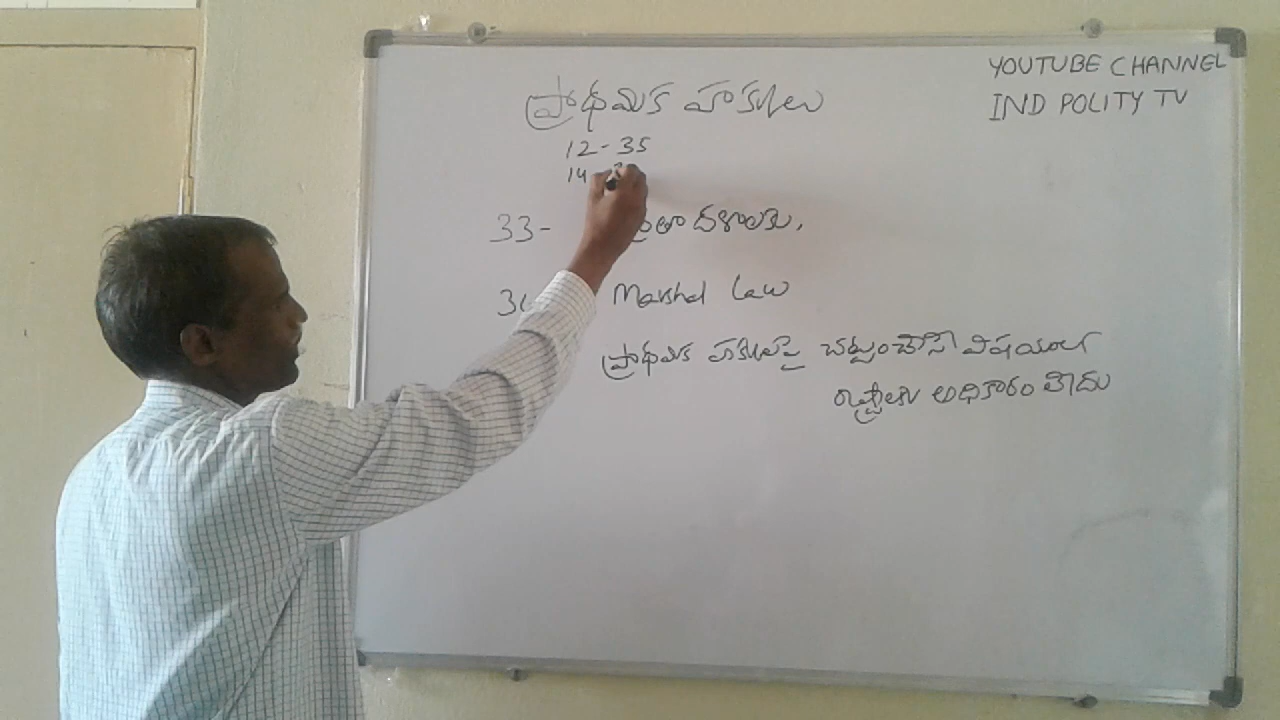 YOUTUBE CHANNEL
IND POLITY TV
ప్రాథమిక హక్కులు
12-35
14
33-
దళాలకు,
Marshal Law
ప్రాథమిక హక్కులపై చట్టంచేసే విషయంలో
రాష్ట్రాలకు అధికారం లేదు